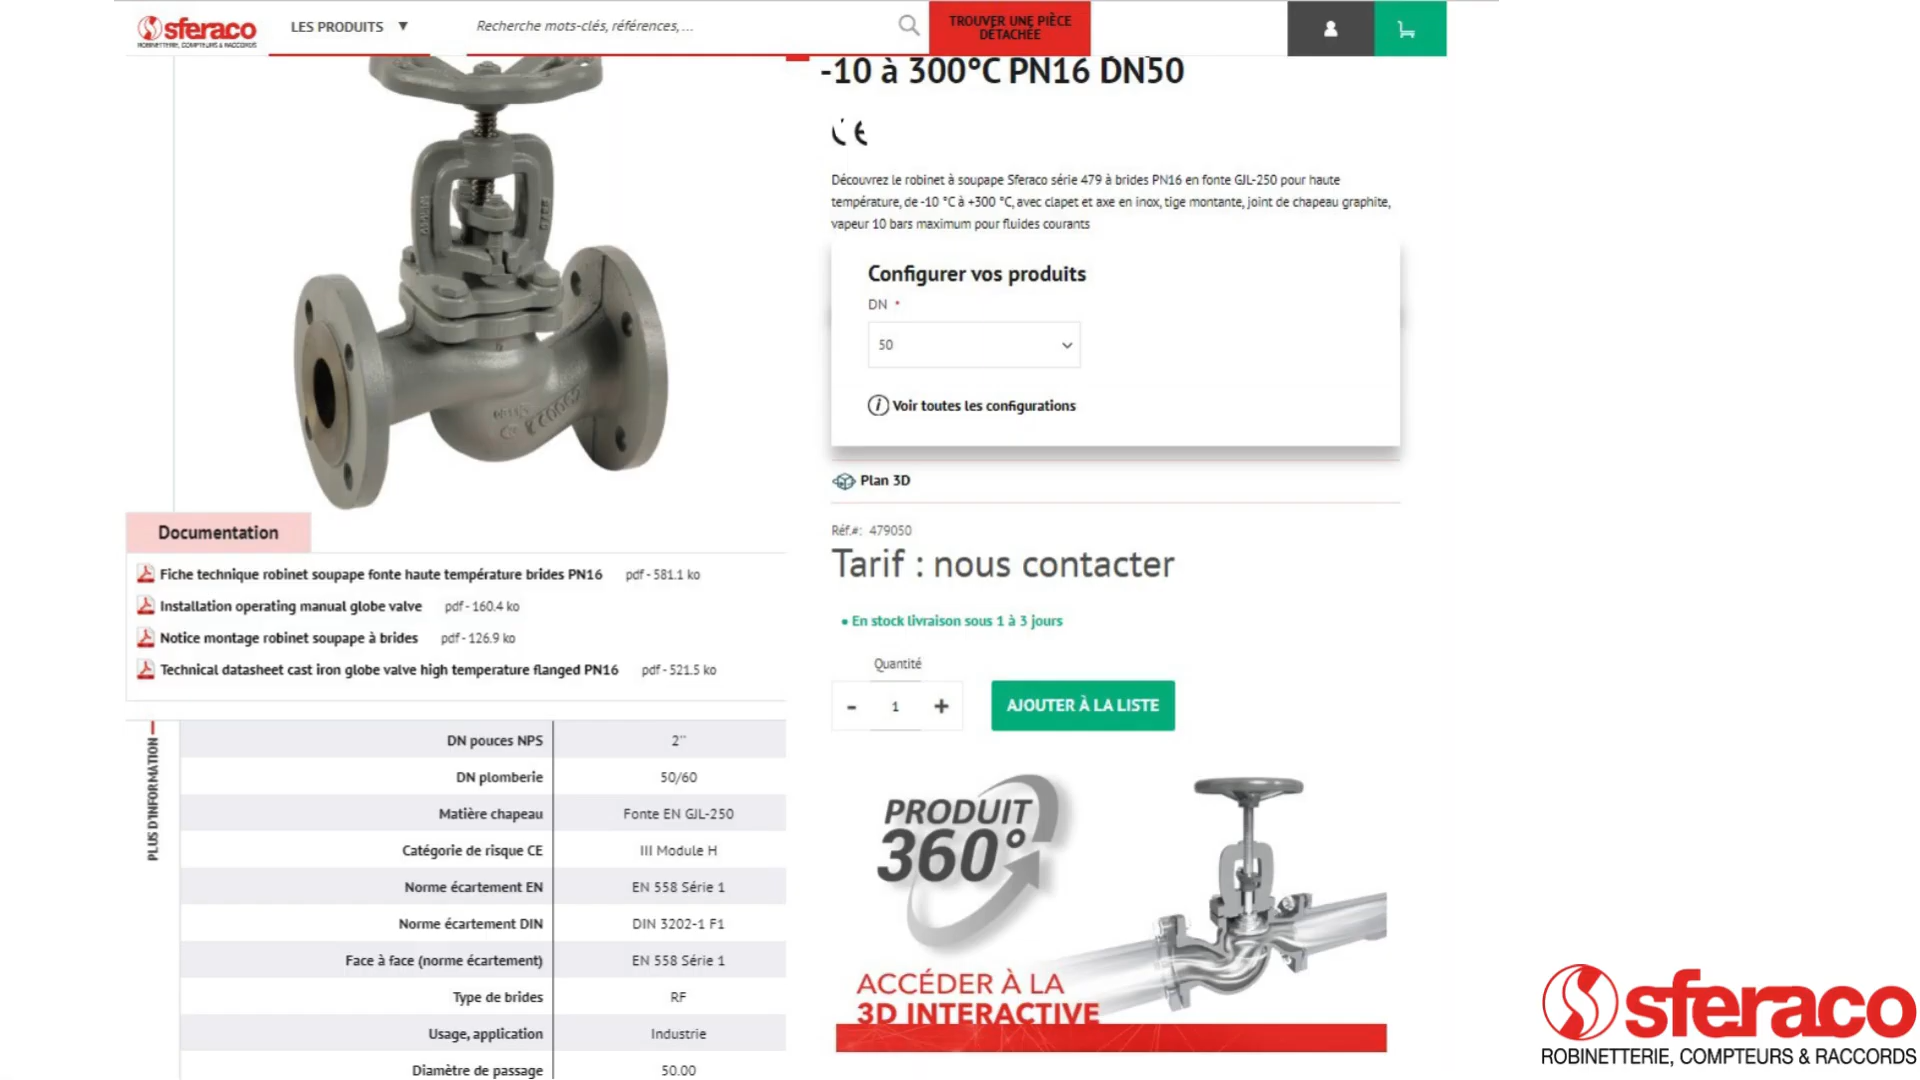 sferaco
ROBINETTERIE, COMPTEURS & RACCORDS
LES PRODUITS ▼
Recherche mots-clés, références,...
TROUVER UNE PIÈCE
DÉTACHÉE
-10 à 300°C PN16 DN50
CE
Découvrez le robinet à soupape Sferaco série 479 à brides PN16 en fonte GJL-250 pour haute
température, de -10 °C à +300 °C, avec clapet et axe en inox, tige montante, joint de chapeau graphite,
vapeur 10 bars maximum pour fluides courants
Configurer vos produits
DN *
50
Voir toutes les configurations
Plan 3D
Réf.#: 479050
Tarif : nous contacter
• En stock livraison sous 1 à 3 jours
Quantité
- 1 +
AJOUTER À LA LISTE
PRODUIT
360°
ACCÉDER À LA
3D INTERACTIVE
Documentation
Fiche technique robinet soupape fonte haute température brides PN16 pdf - 581.1 ko
Installation operating manual globe valve pdf - 160.4 ko
Notice montage robinet soupape à brides pdf - 126.9 ko
Technical datasheet cast iron globe valve high temperature flanged PN16 pdf - 521.5 ko
PLUS D'INFORMATION
DN pouces NPS 2''
DN plomberie 50/60
Matière chapeau Fonte EN GJL-250
Catégorie de risque CE III Module H
Norme écartement EN EN 558 Série 1
Norme écartement DIN DIN 3202-1 F1
Face à face (norme écartement) EN 558 Série 1
Type de brides RF
Usage, application Industrie
Diamètre de passage 50.00
sferaco
ROBINETTERIE, COMPTEURS & RACCORDS